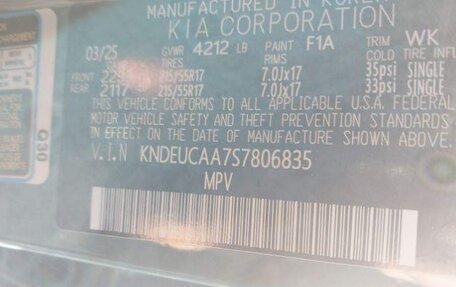 MANUFACTURED IN KOREA
KIA CORPORATION
03/25 GVWR 4212 LB PAINT F1A TRIM WK
TIRES COLD TIRE INFL
FRONT 215/55R17 7.0Jx17 35psi SINGLE
REAR 2117 215/55R17 7.0Jx17 33psi SINGLE
THIS VEHICLE CONFORMS TO ALL APPLICABLE U.S.A. FEDERAL
MOTOR VEHICLE SAFETY AND THEFT PREVENTION STANDARDS
IN EFFECT ON THE DATE OF MANUFACTURE SHOWN ABOVE.
V.I.N KNDEUCAA7S7806835
MPV
Q30